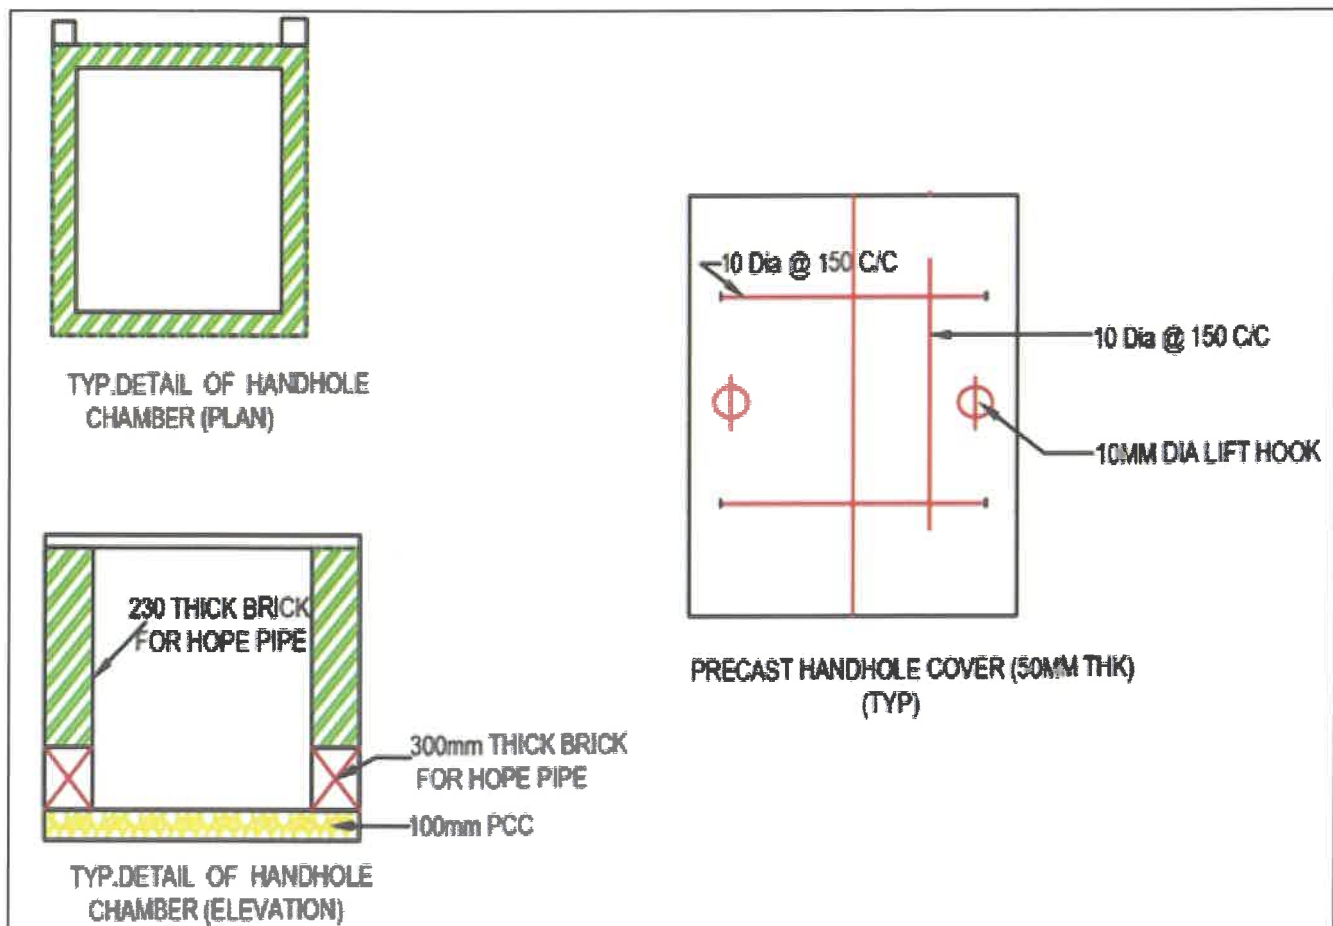 TYP.DETAIL OF HANDHOLE
CHAMBER (PLAN)
10 Dia @ 150 C/C
10 Dia @ 150 C/C
10MM DIA LIFT HOOK
PRECAST HANDHOLE COVER (50MM THK)
(TYP)
230 THICK BRICK
FOR HOPE PIPE
300mm THICK BRICK
FOR HOPE PIPE
100mm PCC
TYP.DETAIL OF HANDHOLE
CHAMBER (ELEVATION)